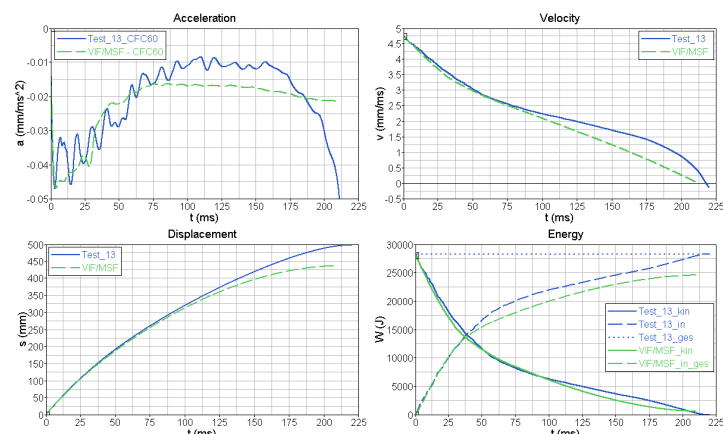 Acceleration
Test_13_CFC60
VIF/MSF - CFC60
a (mm/ms^2)
0
-0.01
-0.02
-0.03
-0.04
-0.05
0 25 50 75 100 125 150 175 200 225
t (ms)
Velocity
Test_13
VIF/MSF
v (mm/ms)
5
4.5
4
3.5
3
2.5
2
1.5
1
0.5
0
-0.5
0 25 50 75 100 125 150 175 200 225
t (ms)
Displacement
Test_13
VIF/MSF
s (mm)
500
450
400
350
300
250
200
150
100
50
0
0 25 50 75 100 125 150 175 200 225
t (ms)
Energy
W (J)
30000
25000
20000
15000
10000
5000
0
Test_13_kin
Test_13_in
Test_13_ges
VIF/MSF_kin
VIF/MSF_in_ges
0 25 50 75 100 125 150 175 200 225
t (ms)